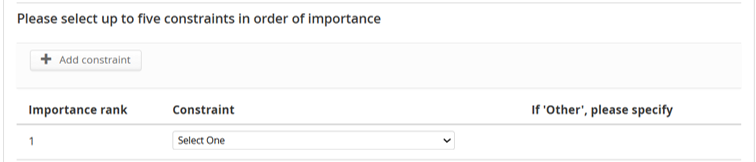 Please select up to five constraints in order of importance
+ Add constraint
Importance rank Constraint If 'Other', please specify
1 Select One